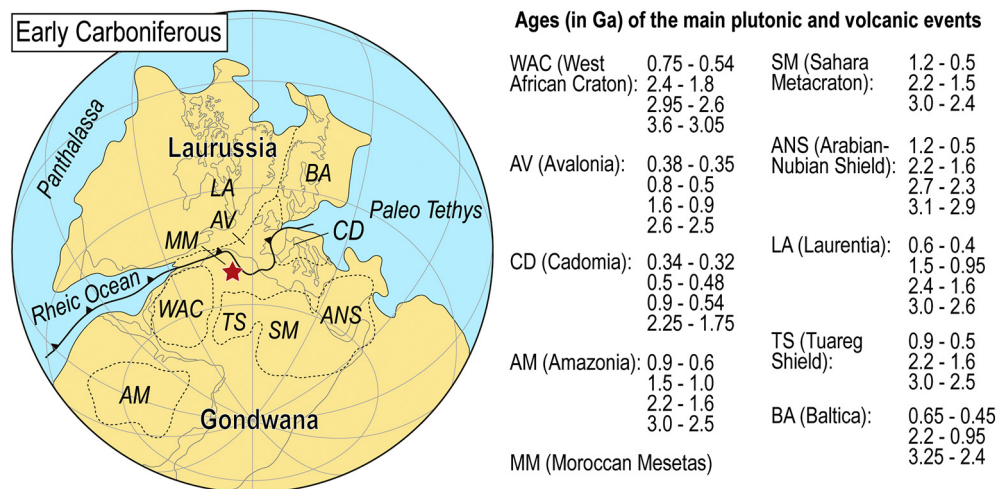 Early Carboniferous
Panthalassa
Laurussia
LA
BA
AV
Paleo Tethys
MM
CD
Rheic Ocean
WAC
TS
SM
ANS
AM
Gondwana
Ages (in Ga) of the main plutonic and volcanic events
WAC (West 0.75 - 0.54
African Craton): 2.4 - 1.8
2.95 - 2.6
3.6 - 3.05
AV (Avalonia): 0.38 - 0.35
0.8 - 0.5
1.6 - 0.9
2.6 - 2.5
CD (Cadomia): 0.34 - 0.32
0.5 - 0.48
0.9 - 0.54
2.25 - 1.75
AM (Amazonia): 0.9 - 0.6
1.5 - 1.0
2.2 - 1.6
3.0 - 2.5
MM (Moroccan Mesetas)
SM (Sahara 1.2 - 0.5
Metacraton): 2.2 - 1.5
3.0 - 2.4
ANS (Arabian- 1.2 - 0.5
Nubian Shield): 2.2 - 1.6
2.7 - 2.3
3.1 - 2.9
LA (Laurentia): 0.6 - 0.4
1.5 - 0.95
2.4 - 1.6
3.0 - 2.6
TS (Tuareg 0.9 - 0.5
Shield): 2.2 - 1.6
3.0 - 2.5
BA (Baltica): 0.65 - 0.45
2.2 - 0.95
3.25 - 2.4